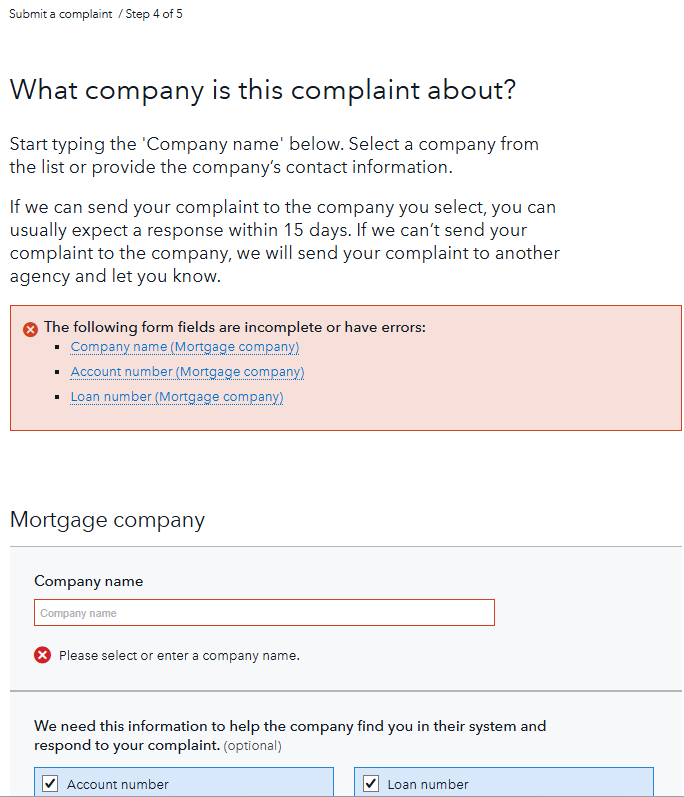 Submit a complaint / Step 4 of 5
What company is this complaint about?
Start typing the 'Company name' below. Select a company from
the list or provide the company's contact information.
If we can send your complaint to the company you select, you can
usually expect a response within 15 days. If we can't send your
complaint to the company, we will send your complaint to another
agency and let you know.
The following form fields are incomplete or have errors:
Company name (Mortgage company)
Account number (Mortgage company)
Loan number (Mortgage company)
Mortgage company
Company name
Company name
Please select or enter a company name.
We need this information to help the company find you in their system and
respond to your complaint. (optional)
Account number Loan number